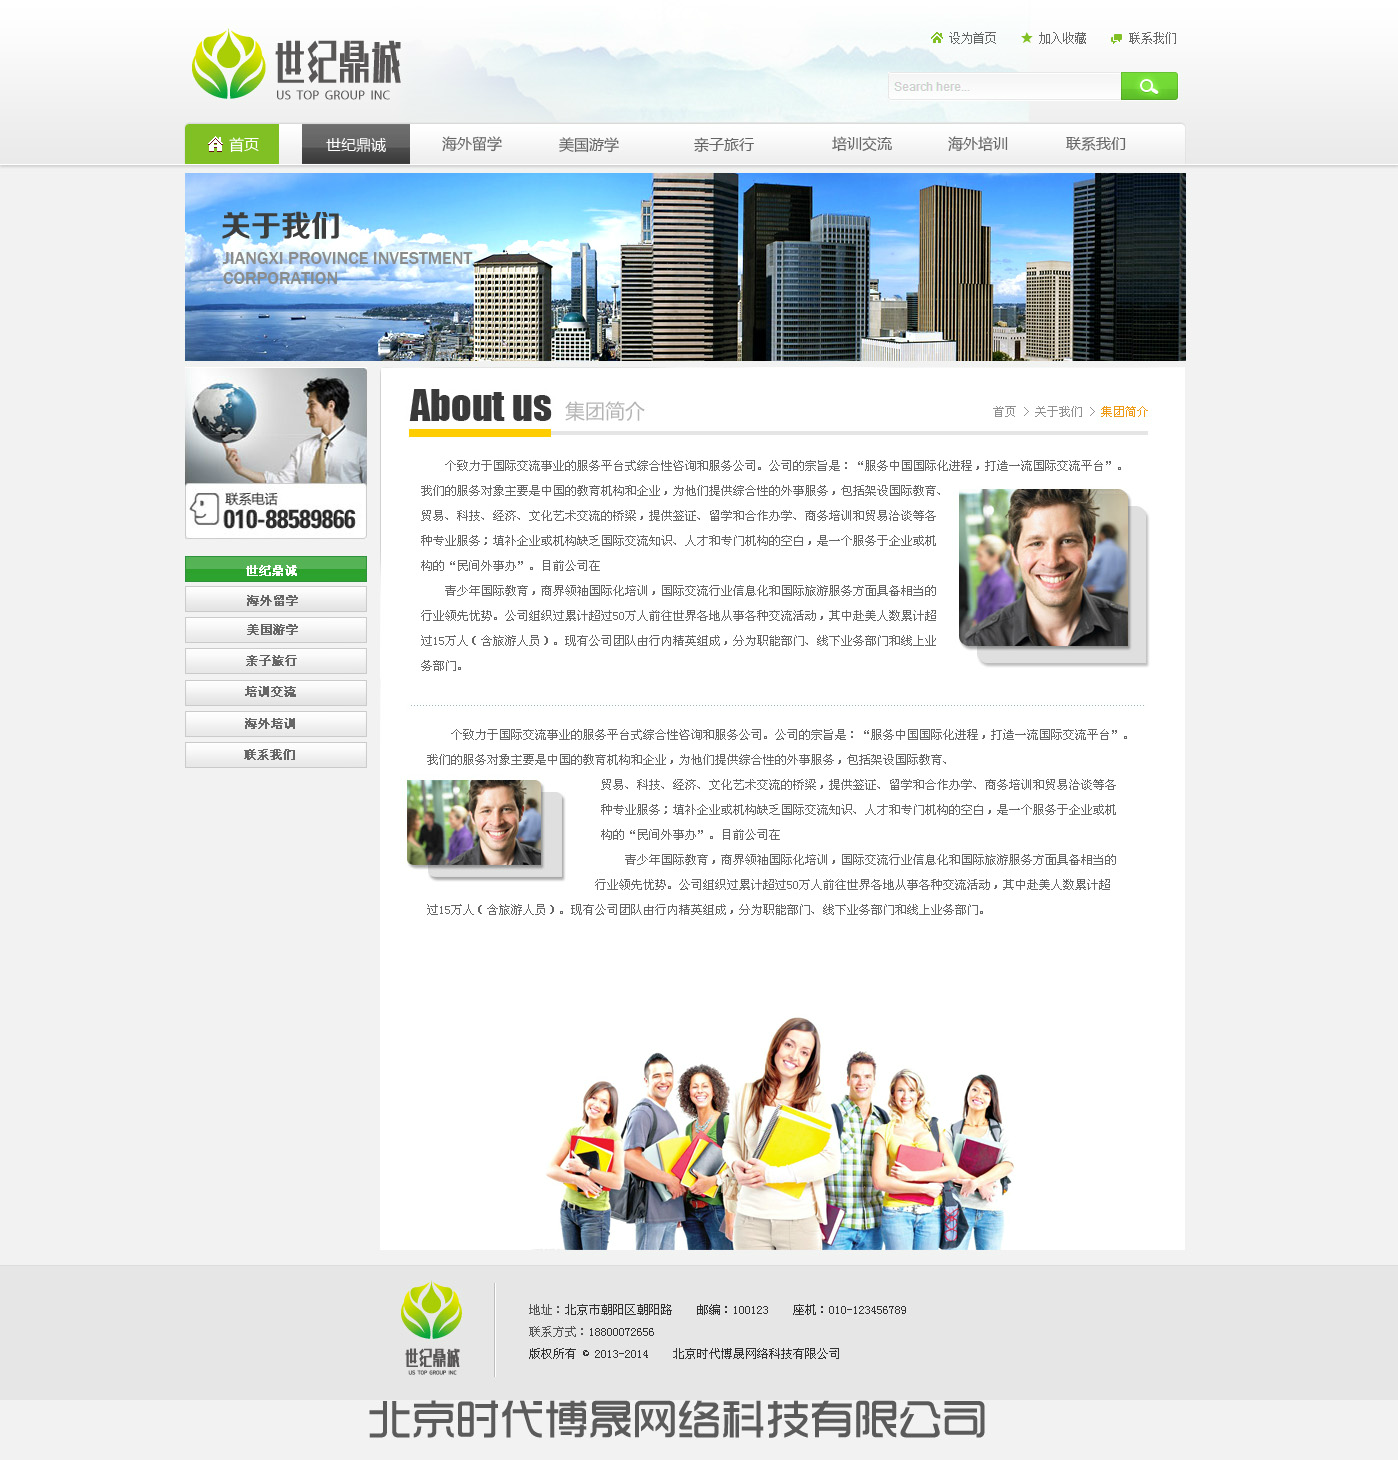 世纪鼎诚
US TOP GROUP INC
设为首页 加入收藏 联系我们
Search here...
首页 世纪鼎诚 海外留学 美国游学 亲子旅行 培训交流 海外培训 联系我们
关于我们
JIANGXI PROVINCE INVESTMENT
CORPORATION
联系电话
010-88589866
世纪鼎诚
海外留学
美国游学
亲子旅行
培训交流
海外培训
联系我们
About us 集团简介
首页 > 关于我们 > 集团简介
个致力于国际交流事业的服务平台式综合性咨询和服务公司。公司的宗旨是：“服务中国国际化进程，打造一流国际交流平台”。
我们的服务对象主要是中国的教育机构和企业，为他们提供综合性的外事服务，包括架设国际教育、
贸易、科技、经济、文化艺术交流的桥梁，提供签证、留学和合作办学、商务培训和贸易洽谈等各
种专业服务；填补企业或机构缺乏国际交流知识、人才和专门机构的空白，是一个服务于企业或机
构的“民间外事办”。目前公司在
青少年国际教育，商界领袖国际化培训，国际交流行业信息化和国际旅游服务方面具备相当的
行业领先优势。公司组织过累计超过50万人前往世界各地从事各种交流活动，其中赴美人数累计超
过15万人（含旅游人员）。现有公司团队由行内精英组成，分为职能部门、线下业务部门和线上业
务部门。
个致力于国际交流事业的服务平台式综合性咨询和服务公司。公司的宗旨是：“服务中国国际化进程，打造一流国际交流平台”。
我们的服务对象主要是中国的教育机构和企业，为他们提供综合性的外事服务，包括架设国际教育、
贸易、科技、经济、文化艺术交流的桥梁，提供签证、留学和合作办学、商务培训和贸易洽谈等各
种专业服务；填补企业或机构缺乏国际交流知识、人才和专门机构的空白，是一个服务于企业或机
构的“民间外事办”。目前公司在
青少年国际教育，商界领袖国际化培训，国际交流行业信息化和国际旅游服务方面具备相当的
行业领先优势。公司组织过累计超过50万人前往世界各地从事各种交流活动，其中赴美人数累计超
过15万人（含旅游人员）。现有公司团队由行内精英组成，分为职能部门、线下业务部门和线上业务部门。
世纪鼎诚
US TOP GROUP INC
地址：北京市朝阳区朝阳路 邮编：100123 座机：010-123456789
联系方式：18800072656
版权所有 © 2013-2014 北京时代博晟网络科技有限公司
北京时代博晟网络科技有限公司